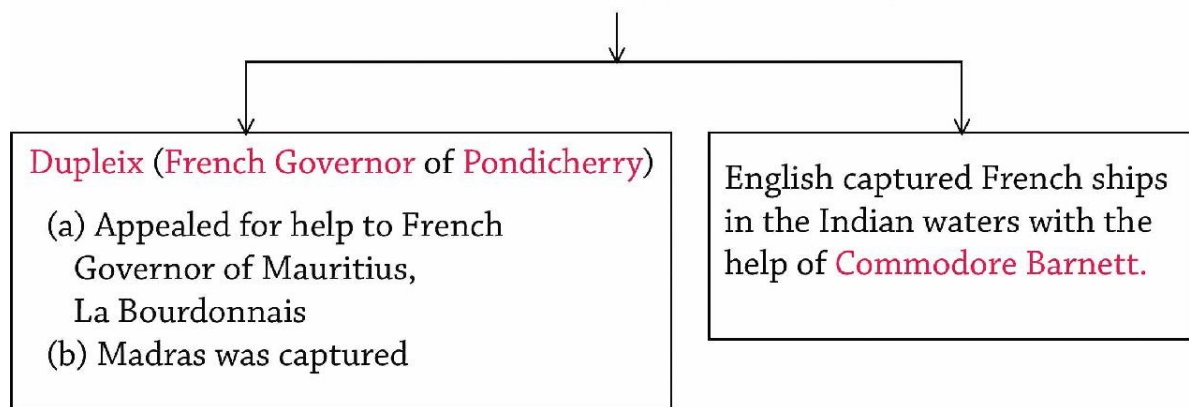 Dupleix (French Governor of Pondicherry)
(a) Appealed for help to French
Governor of Mauritius,
La Bourdonnais
(b) Madras was captured
English captured French ships
in the Indian waters with the
help of Commodore Barnett.